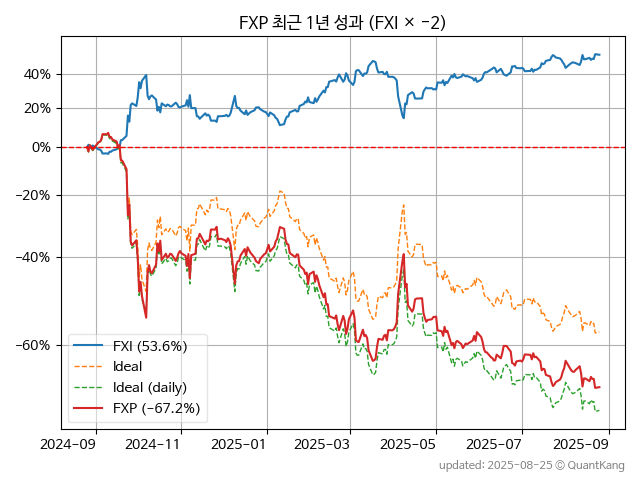 FXP 최근 1년 성과 (FXI × −2)
40%
20%
0%
−20%
−40%
−60%
FXI (53.6%)
Ideal
Ideal (daily)
FXP (−67.2%)
2024-09 2024-11 2025-01 2025-03 2025-05 2025-07 2025-09
updated: 2025-08-25 © QuantKang